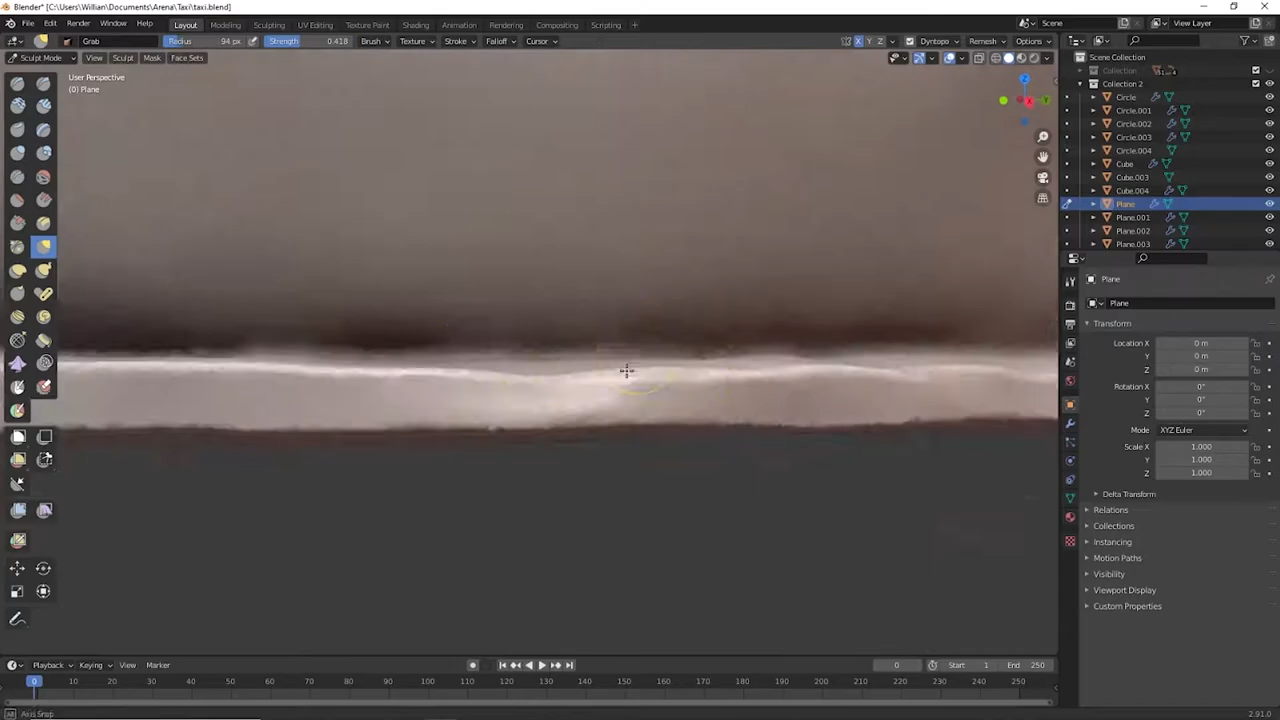 Blender* [C:\Users\Willian\Documents\Arena\Taxi\taxi.blend]
File Edit Render Window Help Layout Modeling Sculpting UV Editing Texture Paint Shading Animation Rendering Compositing Scripting Scene View Layer
Grab Radius 94 px Strength 0.418 Brush Texture Stroke Falloff Cursor X Y Z Dyntopo Remesh Options
Sculpt Mode View Sculpt Mask Face Sets
Scene Collection
User Perspective
(0) Plane
Collection
Collection 2
Circle
Circle.001
Circle.002
Circle.003
Circle.004
Cube
Cube.003
Cube.004
Plane
Plane.001
Plane.002
Plane.003
Plane
Plane
Transform
Location X 0 m
Y 0 m
Z 0 m
Rotation X 0°
Y 0°
Z 0°
Mode XYZ Euler
Scale X 1.000
Y 1.000
Z 1.000
Delta Transform
Relations
Collections
Instancing
Motion Paths
Visibility
Viewport Display
Custom Properties
Playback Keying View Marker 0 Start 1 End 250
0 10 20 30 40 50 60 70 80 90 100 110 120 130 140 150 160 170 180 190 200 210 220 230 240 250
Axis Snap 2.91.0